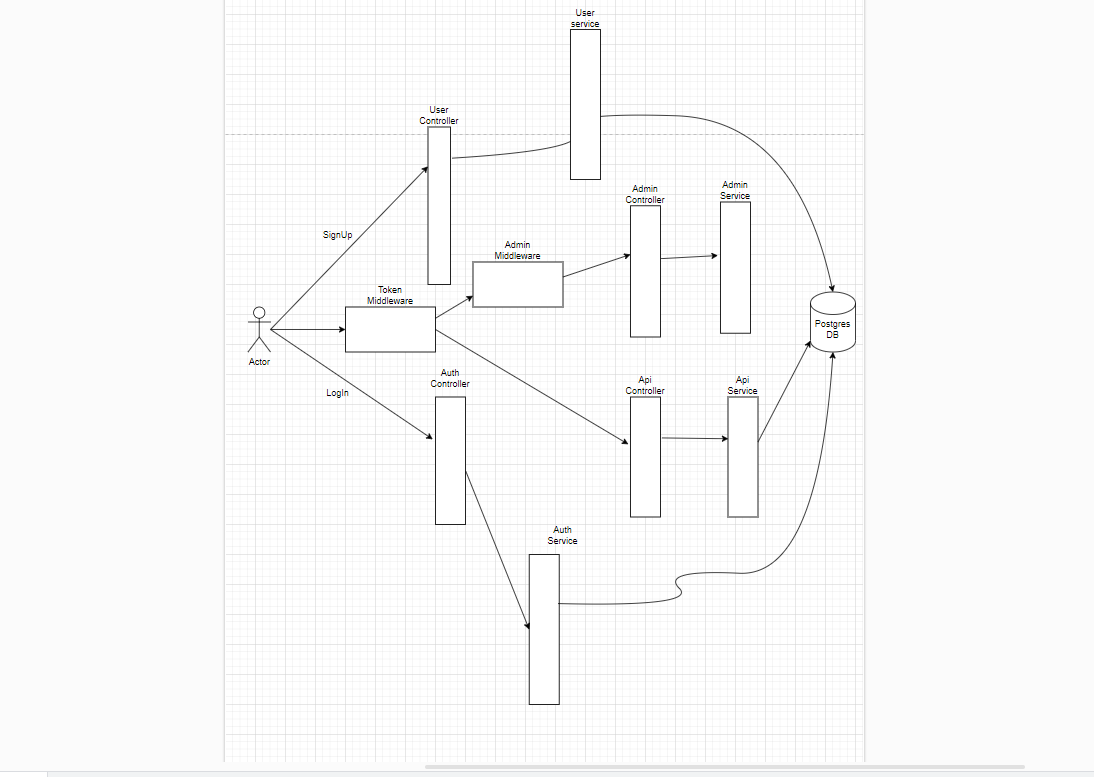 User
service
User
Controller
Admin
Controller
Admin
Service
SignUp
Admin
Middleware
Token
Middleware
Postgres
DB
Actor
LogIn
Auth
Controller
Api
Controller
Api
Service
Auth
Service